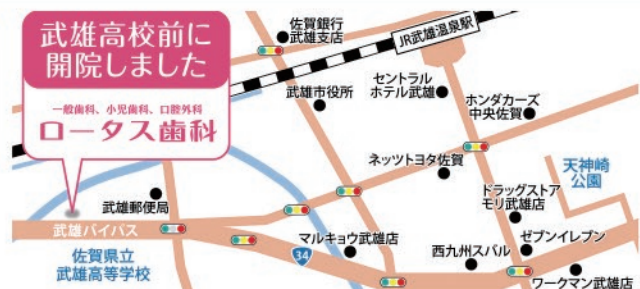 武雄高校前に
開院しました
一般歯科、小児歯科、口腔外科
ロータス歯科
佐賀銀行
武雄支店
JR武雄温泉駅
武雄市役所
セントラル
ホテル武雄
ホンダカーズ
中央佐賀
ネッツトヨタ佐賀
天神崎
公園
ドラッグストア
モリ武雄店
武雄郵便局
武雄バイパス
佐賀県立
武雄高等学校
34
マルキョウ武雄店
西九州スバル
ゼブンイレブン
ワークマン武雄店